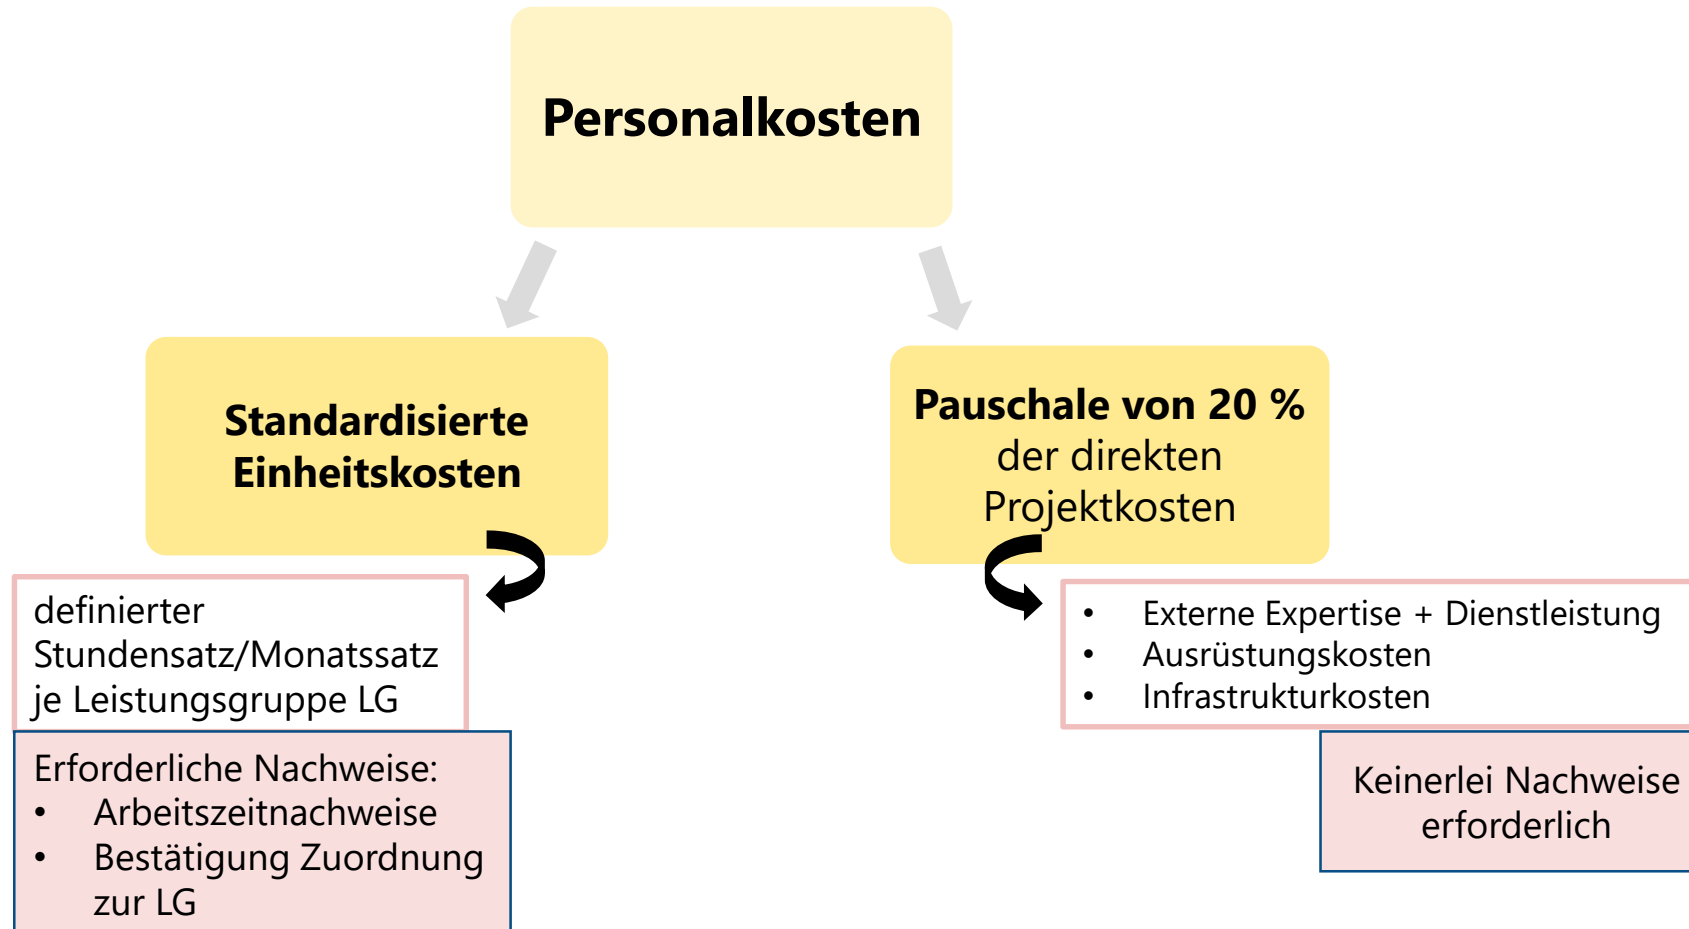 Personalkosten
Standardisierte
Einheitskosten
definierter
Stundensatz/Monatssatz
je Leistungsgruppe LG
Erforderliche Nachweise:
• Arbeitszeitnachweise
• Bestätigung Zuordnung
zur LG
Pauschale von 20 %
der direkten
Projektkosten
• Externe Expertise + Dienstleistung
• Ausrüstungskosten
• Infrastrukturkosten
Keinerlei Nachweise
erforderlich